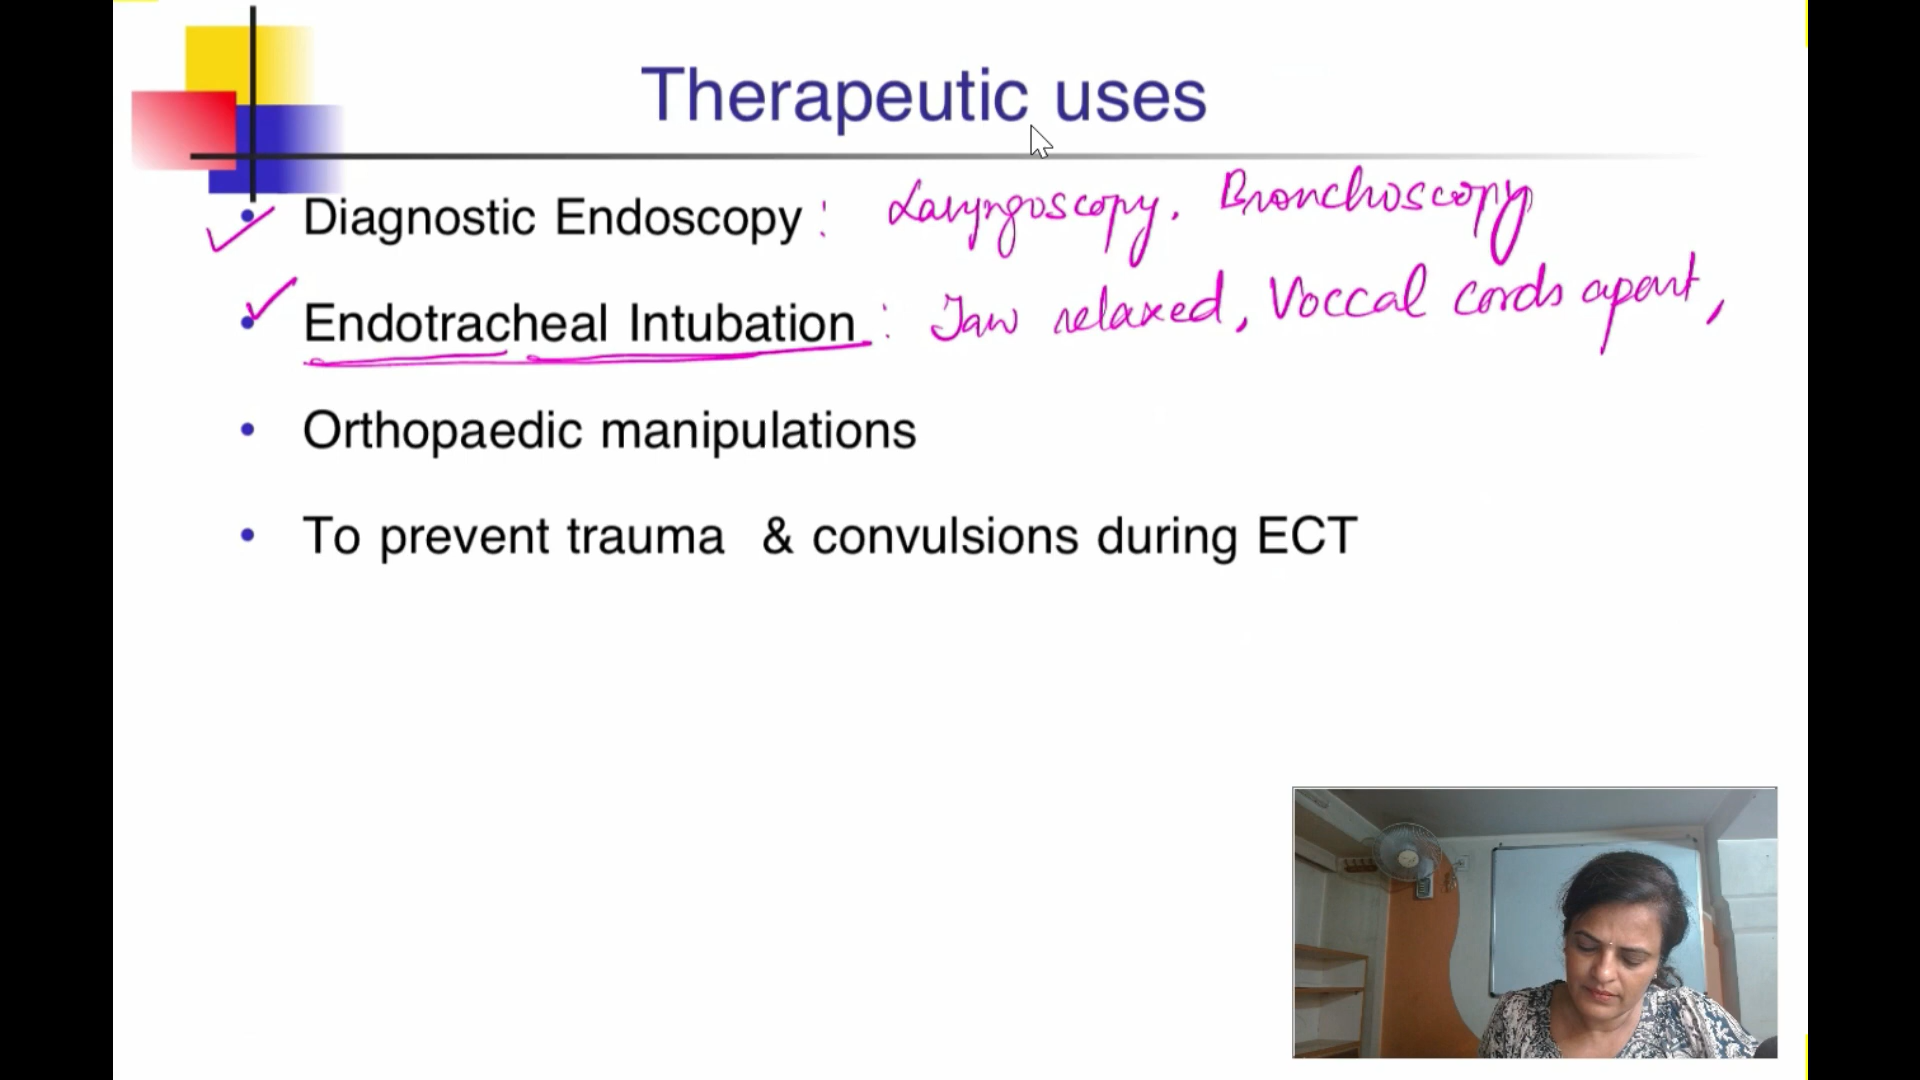 Therapeutic uses
• Diagnostic Endoscopy : Laryngoscopy, Bronchoscopy
• Endotracheal Intubation : Jaw relaxed, Voccal cords apart,
• Orthopaedic manipulations
• To prevent trauma & convulsions during ECT